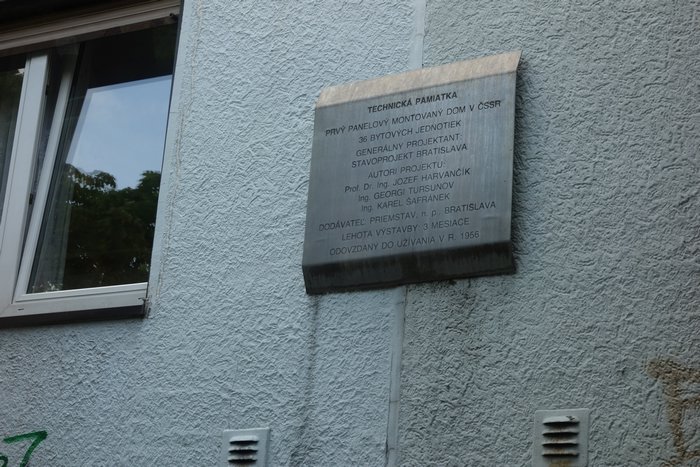 TECHNICKÁ PAMIATKA
PRVÝ PANELOVÝ MONTOVANÝ DOM V ČSSR
36 BYTOVÝCH JEDNOTIEK
GENERÁLNY PROJEKTANT:
STAVOPROJEKT BRATISLAVA
AUTORI PROJEKTU:
Prof. Dr. Ing. JOZEF HARVANČÍK
Ing. GEORGI TURSUNOV
Ing. KAREL ŠAFRÁNEK
DODÁVATEĽ: PRIEMSTAV, n. p., BRATISLAVA
LEHOTA VÝSTAVBY: 3 MESIACE
ODOVZDANÝ DO UŽÍVANIA V R. 1956